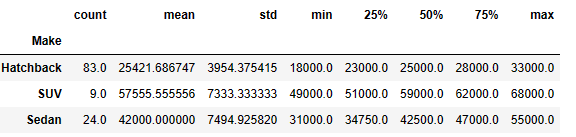 count mean std min 25% 50% 75% max
Make
Hatchback 83.0 25421.686747 3954.375415 18000.0 23000.0 25000.0 28000.0 33000.0
SUV 9.0 57555.555556 7333.333333 49000.0 51000.0 59000.0 62000.0 68000.0
Sedan 24.0 42000.000000 7494.925820 31000.0 34750.0 42500.0 47000.0 55000.0